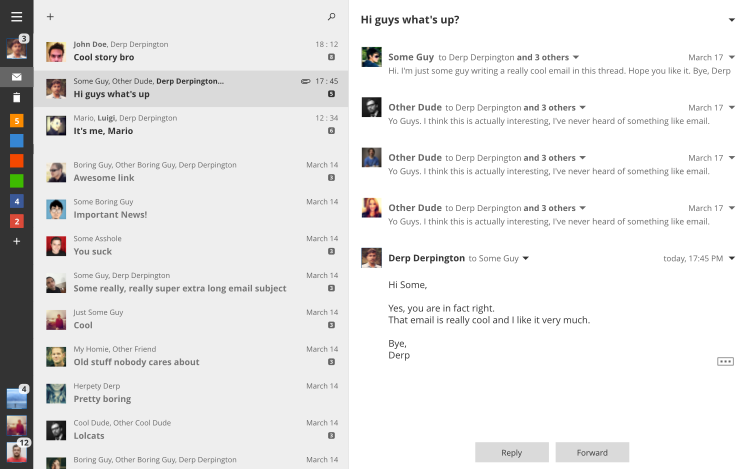 3
5
4
2
+
4
12
+
John Doe, Derp Derpington 18 : 12
Cool story bro 8
Some Guy, Other Dude, Derp Derpington... 17 : 45
Hi guys what's up 5
Mario, Luigi, Derp Derpington 12 : 34
It's me, Mario 6
Boring Guy, Other Boring Guy, Derp Derpington March 14
Awesome link 3
Some Boring Guy March 14
Important News!
Some Asshole March 14
You suck 3
Some Guy, Derp Derpington March 14
Some really, really super extra long email subject 3
Just Some Guy March 14
Cool 3
My Homie, Other Friend March 14
Old stuff nobody cares about 3
Herpety Derp March 14
Pretty boring
Cool Dude, Other Cool Dude March 14
Lolcats 3
Boring Guy, Other Boring Guy, Derp Derpington March 14
Hi guys what's up?
Some Guy to Derp Derpington and 3 others March 17
Hi. I'm just some guy writing a really cool email in this thread. Hope you like it. Bye, Derp
Other Dude to Derp Derpington and 3 others March 17
Yo Guys. I think this is actually interesting, I've never heard of something like email.
Other Dude to Derp Derpington and 3 others March 17
Yo Guys. I think this is actually interesting, I've never heard of something like email.
Other Dude to Derp Derpington and 3 others March 17
Yo Guys. I think this is actually interesting, I've never heard of something like email.
Derp Derpington to Some Guy today, 17:45 PM
Hi Some,
Yes, you are in fact right.
That email is really cool and I like it very much.
Bye,
Derp
Reply Forward